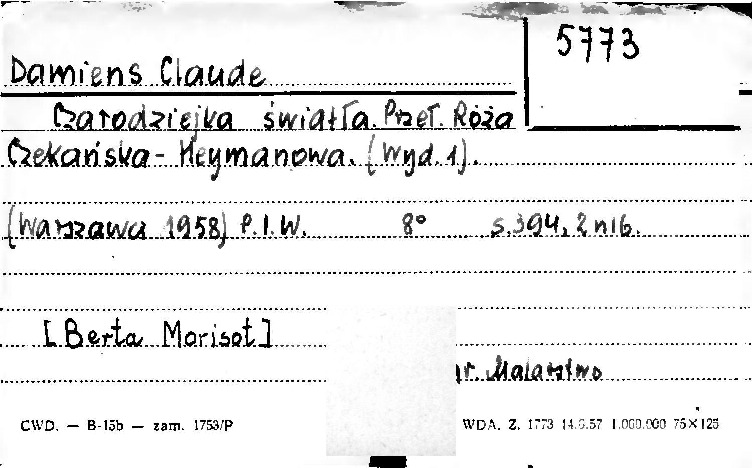 5773
Damiens Claude
Czarodziejka światła. Przeł. Róża
Czekańska-Heymanowa. (Wyd. 1).
(Warszawa 1958) P.I.W. 8° s.394, 2 nlb.
[Berta Morisot]
Malarstwo
CWD. — B-15b — zam. 1753/P
WDA. Z. 1773 14.6.57 1.000.000 75×125